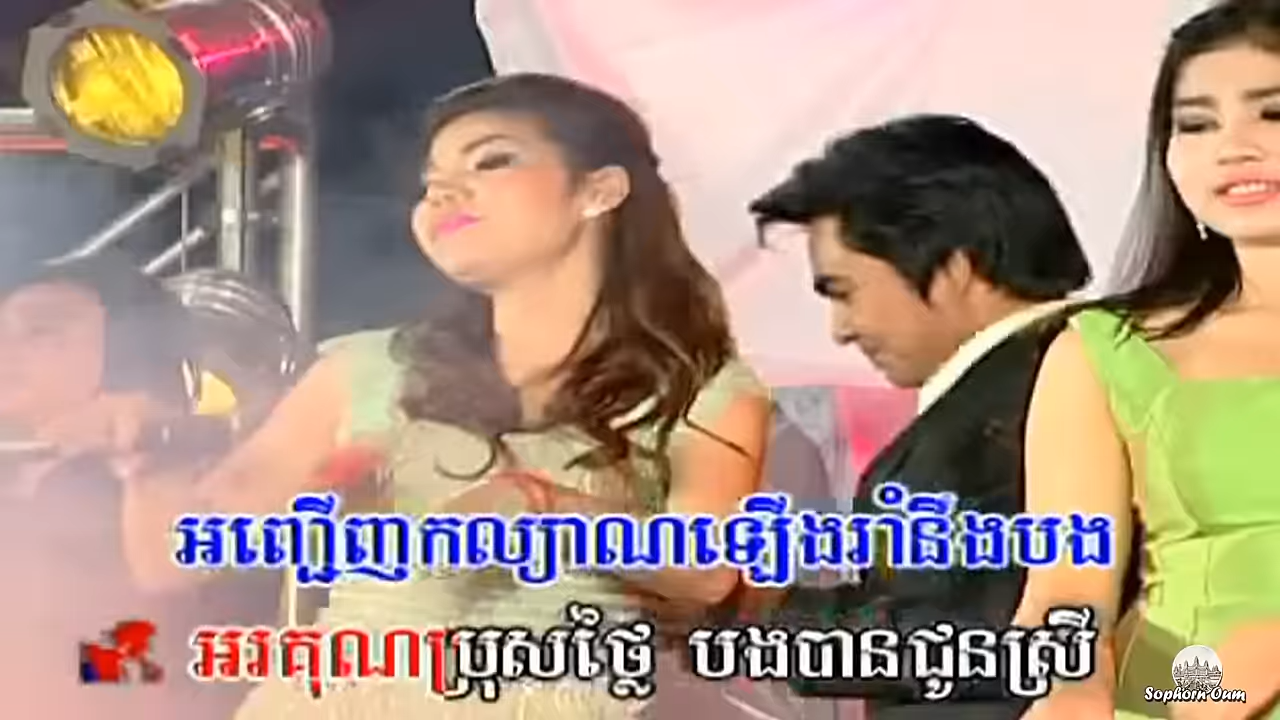 អញ្ជើញកល្យាណឡើងរាំនឹងបង
អរគុណប្រុសថ្លៃ បងបានជូនស្រី
Sophorn Oum